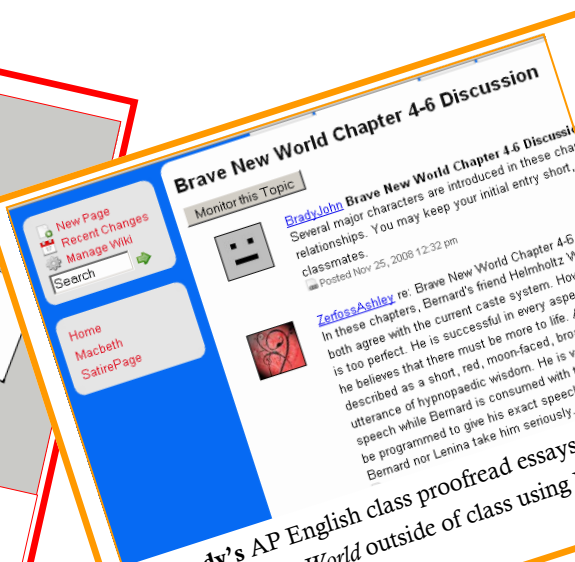 New Page
Recent Changes
Manage Wiki
Search
Home
Macbeth
SatirePage
Brave New World Chapter 4-6 Discussion
Monitor this Topic
BradyJohn Brave New World Chapter 4-6
Several major characters are introduced in these
relationships. You may keep your initial entry short,
classmates.
Posted Nov 25, 2008 12:32 pm
ZerfossAshley re: Brave New World Chapter 4-6
In these chapters, Bernard's friend Helmholtz
both agree with the current caste system.
is too perfect. He is successful in every
he believes that there must be more to life.
described as a short, red, moon-faced,
utterance of hypnopaedic wisdom. He is
speech while Bernard is consumed with
be programmed to give his exact
Bernard nor Lenina take him seriously.
AP English class proofread essays
World outside of class using